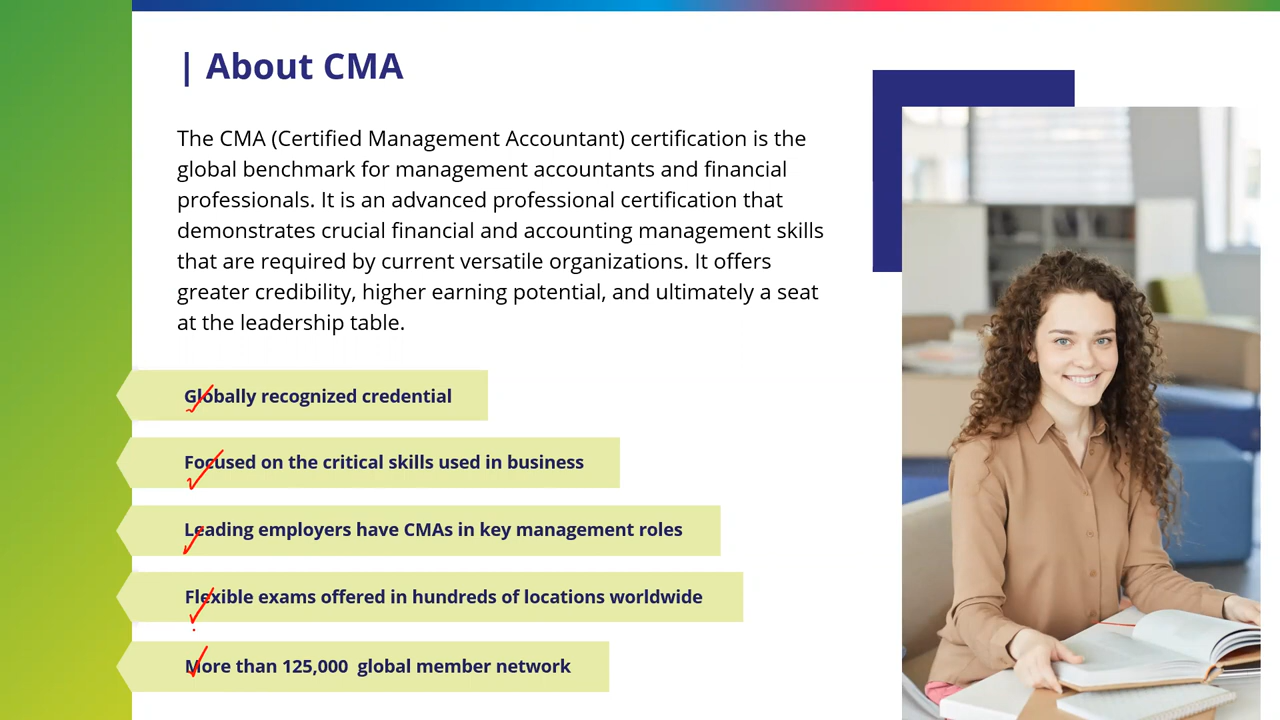 | About CMA
The CMA (Certified Management Accountant) certification is the
global benchmark for management accountants and financial
professionals. It is an advanced professional certification that
demonstrates crucial financial and accounting management skills
that are required by current versatile organizations. It offers
greater credibility, higher earning potential, and ultimately a seat
at the leadership table.
Globally recognized credential
Focused on the critical skills used in business
Leading employers have CMAs in key management roles
Flexible exams offered in hundreds of locations worldwide
More than 125,000 global member network